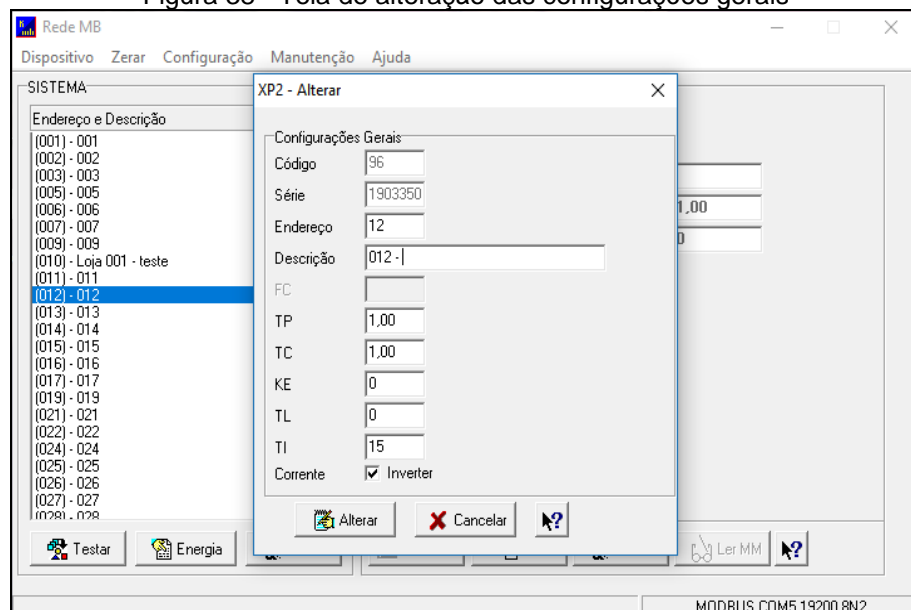 Figura 38 - Tela de alteração das configurações gerais
Rede MB
Dispositivo Zerar Configuração Manutenção Ajuda
SISTEMA
Endereço e Descrição
(001) - 001
(002) - 002
(003) - 003
(005) - 005
(006) - 006
(007) - 007
(009) - 009
(010) - Loja 001 - teste
(011) - 011
(012) - 012
(013) - 013
(014) - 014
(015) - 015
(016) - 016
(017) - 017
(019) - 019
(021) - 021
(022) - 022
(024) - 024
(025) - 025
(026) - 026
(027) - 027
(028) - 028
XP2 - Alterar
Configurações Gerais
Código 96
Série 1903350
Endereço 12
Descrição 012 -
FC
TP 1,00
TC 1,00
KE 0
TL 0
TI 15
Corrente Inverter
Alterar Cancelar
1,00
Testar Energia
Ler MM
MODBUS COM5 19200 8N2